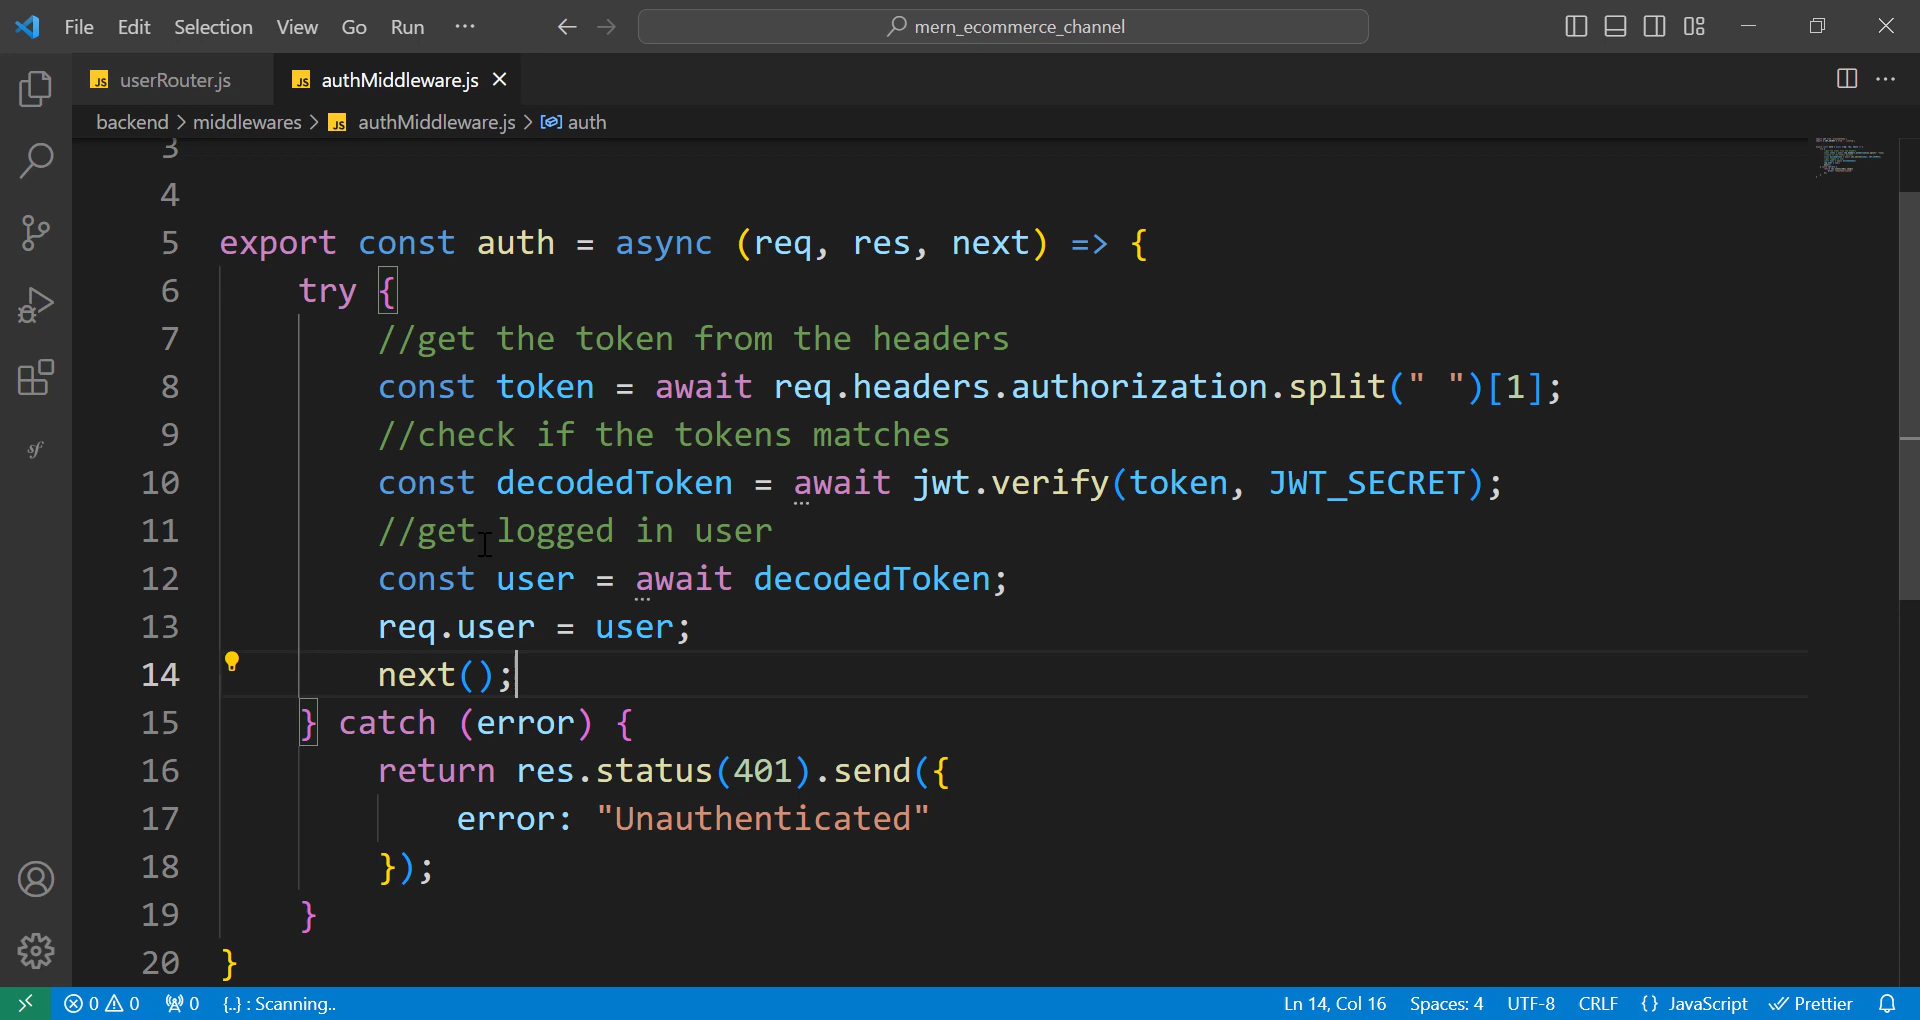 File Edit Selection View Go Run ··· mern_ecommerce_channel
JS userRouter.js JS authMiddleware.js
backend > middlewares > JS authMiddleware.js > auth
3
4
5 export const auth = async (req, res, next) => {
6 try {
7 //get the token from the headers
8 const token = await req.headers.authorization.split(" ")[1];
9 //check if the tokens matches
10 const decodedToken = await jwt.verify(token, JWT_SECRET);
11 //get logged in user
12 const user = await decodedToken;
13 req.user = user;
14 next();
15 } catch (error) {
16 return res.status(401).send({
17 error: "Unauthenticated"
18 });
19 }
20 }
0 0 0 {..} : Scanning.. Ln 14, Col 16 Spaces: 4 UTF-8 CRLF {} JavaScript Prettier